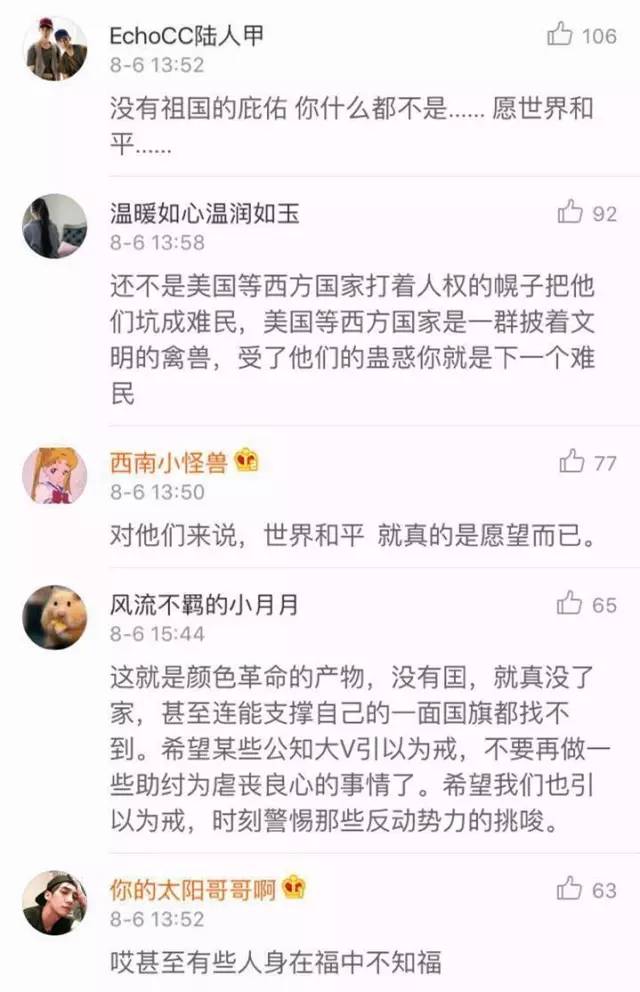 EchoCC陆人甲
106
8-6 13:52
没有祖国的庇佑 你什么都不是...... 愿世界和
平......
温暖如心温润如玉
92
8-6 13:58
还不是美国等西方国家打着人权的幌子把他
们坑成难民，美国等西方国家是一群披着文
明的禽兽，受了他们的蛊惑你就是下一个难
民
西南小怪兽
77
8-6 13:50
对他们来说，世界和平 就真的是愿望而已。
风流不羁的小月月
65
8-6 15:44
这就是颜色革命的产物，没有国，就真没了
家，甚至连能支撑自己的一面国旗都找不
到。希望某些公知大V引以为戒，不要再做一
些助纣为虐丧良心的事情了。希望我们也引
以为戒，时刻警惕那些反动势力的挑唆。
你的太阳哥哥啊
63
8-6 13:52
哎甚至有些人身在福中不知福